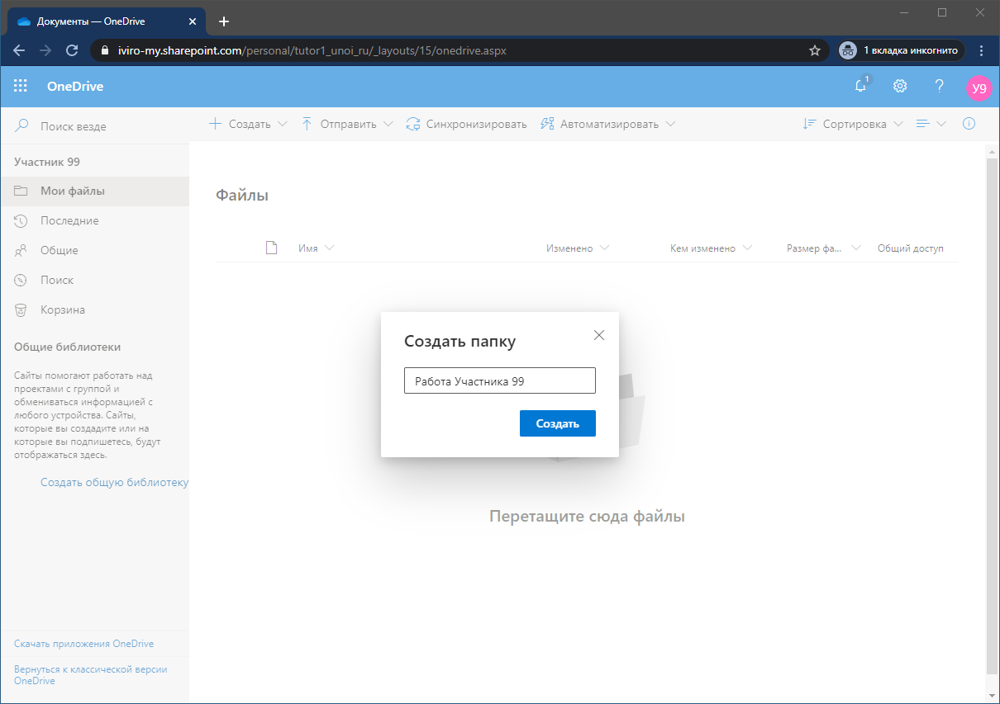 Документы — OneDrive
iviro-my.sharepoint.com/personal/tutor1_unoi_ru/_layouts/15/onedrive.aspx
1 вкладка инкогнито
OneDrive
1
У9
Поиск везде
Создать
Отправить
Синхронизировать
Автоматизировать
Сортировка
Участник 99
Мои файлы
Последние
Общие
Поиск
Корзина
Общие библиотеки
Сайты помогают работать над
проектами с группой и
обмениваться информацией с
любого устройства. Сайты,
которые вы создадите или на
которые вы подпишетесь, будут
отображаться здесь.
Создать общую библиотеку
Скачать приложения OneDrive
Вернуться к классической версии
OneDrive
Файлы
Имя
Изменено
Кем изменено
Размер фа...
Общий доступ
Создать папку
Работа Участника 99
Создать
Перетащите сюда файлы